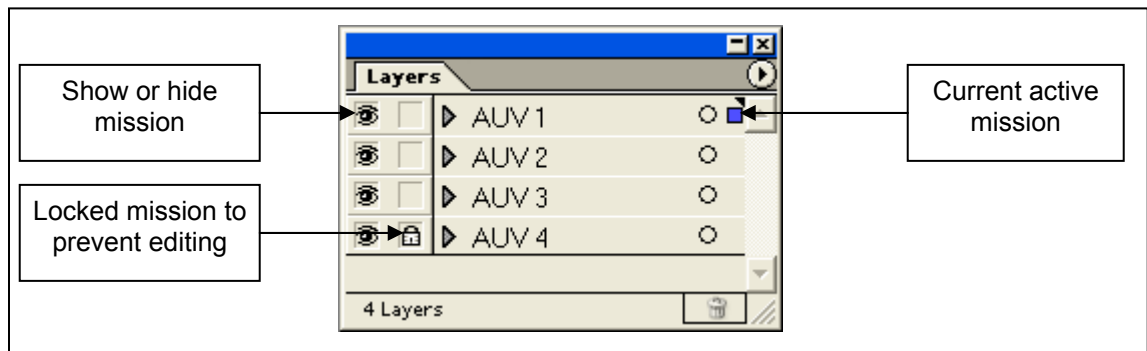 Layers
Show or hide
mission
Current active
mission
AUV 1
AUV 2
AUV 3
Locked mission to
prevent editing
AUV 4
4 Layers